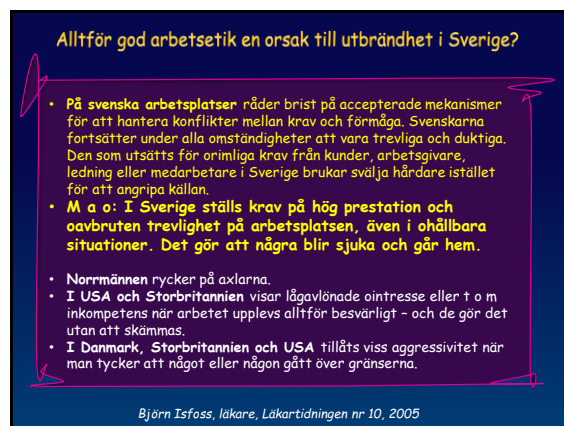 Alltför god arbetsetik en orsak till utbrändhet i Sverige?
• På svenska arbetsplatser råder brist på accepterade mekanismer
för att hantera konflikter mellan krav och förmåga. Svenskarna
fortsätter under alla omständigheter att vara trevliga och duktiga.
Den som utsätts för orimliga krav från kunder, arbetsgivare,
ledning eller medarbetare i Sverige brukar svälja hårdare istället
för att angripa källan.
• M a o: I Sverige ställs krav på hög prestation och
oavbruten trevlighet på arbetsplatsen, även i ohållbara
situationer. Det gör att några blir sjuka och går hem.
• Norrmännen rycker på axlarna.
• I USA och Storbritannien visar lågavlönade ointresse eller t o m
inkompetens när arbetet upplevs alltför besvärligt – och de gör det
utan att skämmas.
• I Danmark, Storbritannien och USA tillåts viss aggressivitet när
man tycker att något eller någon gått över gränserna.
Björn Isfoss, läkare, Läkartidningen nr 10, 2005